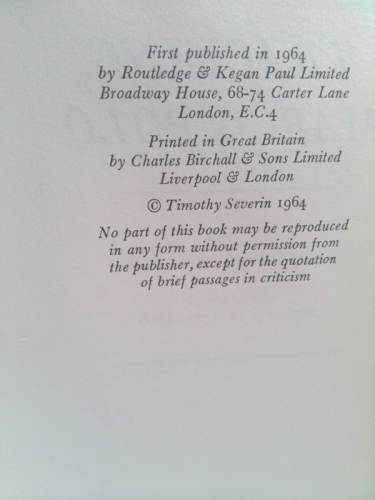 First published in 1964
by Routledge & Kegan Paul Limited
Broadway House, 68-74 Carter Lane
London, E.C.4
Printed in Great Britain
by Charles Birchall & Sons Limited
Liverpool & London
© Timothy Severin 1964
No part of this book may be reproduced
in any form without permission from
the publisher, except for the quotation
of brief passages in criticism